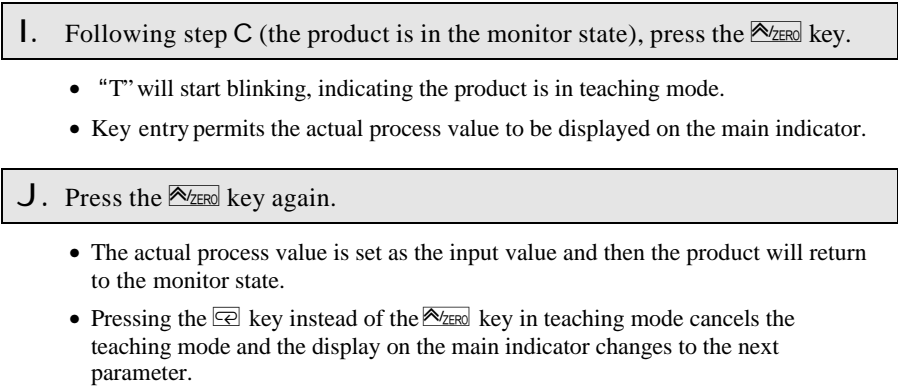 I. Following step C (the product is in the monitor state), press the /ZERO key.
• “T” will start blinking, indicating the product is in teaching mode.
• Key entry permits the actual process value to be displayed on the main indicator.
J. Press the /ZERO key again.
• The actual process value is set as the input value and then the product will return
to the monitor state.
• Pressing the key instead of the /ZERO key in teaching mode cancels the
teaching mode and the display on the main indicator changes to the next
parameter.